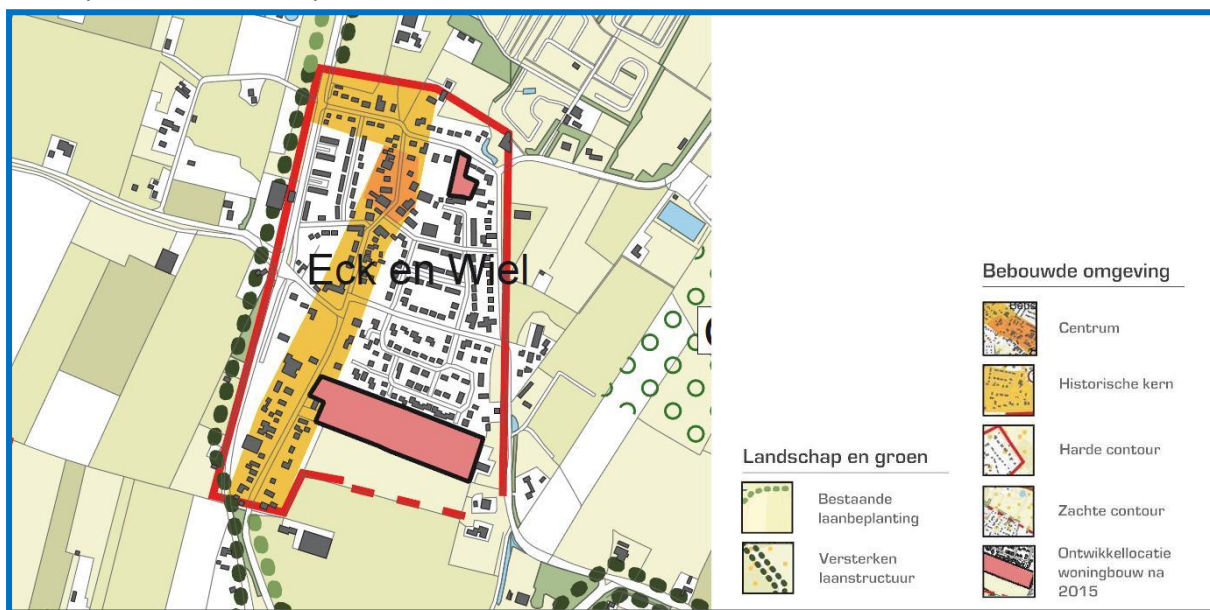 Eck en Wiel
Landschap en groen
Bestaande
laanbeplanting
Versterken
laanstructuur
Bebouwde omgeving
Centrum
Historische kern
Harde contour
Zachte contour
Ontwikkellocatie
woningbouw na
2015